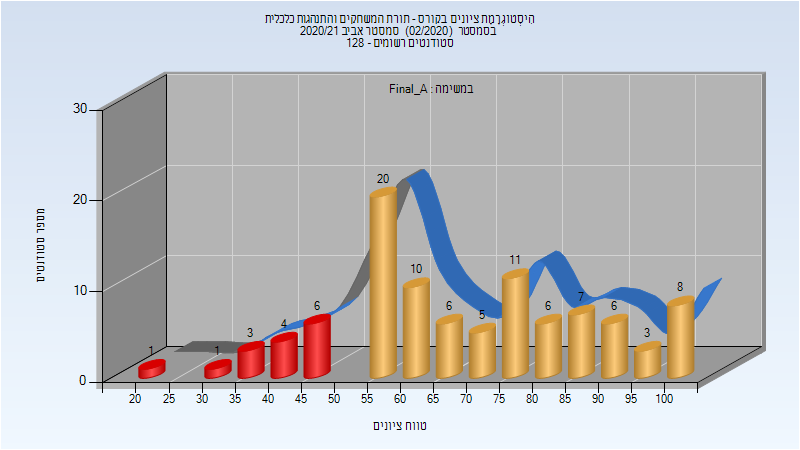 היסטוגרמת ציונים בקורס - תורת המשחקים והתנהגות כלכלית
בסמסטר (02/2020) סמסטר אביב 2020/21
סטודנטים רשומים - 128
במשימה : Final_A
מספר סטודנטים
30
20
10
0
1
1
3
4
6
20
10
6
5
11
6
7
6
3
8
20 25 30 35 40 45 50 55 60 65 70 75 80 85 90 95 100
טווח ציונים